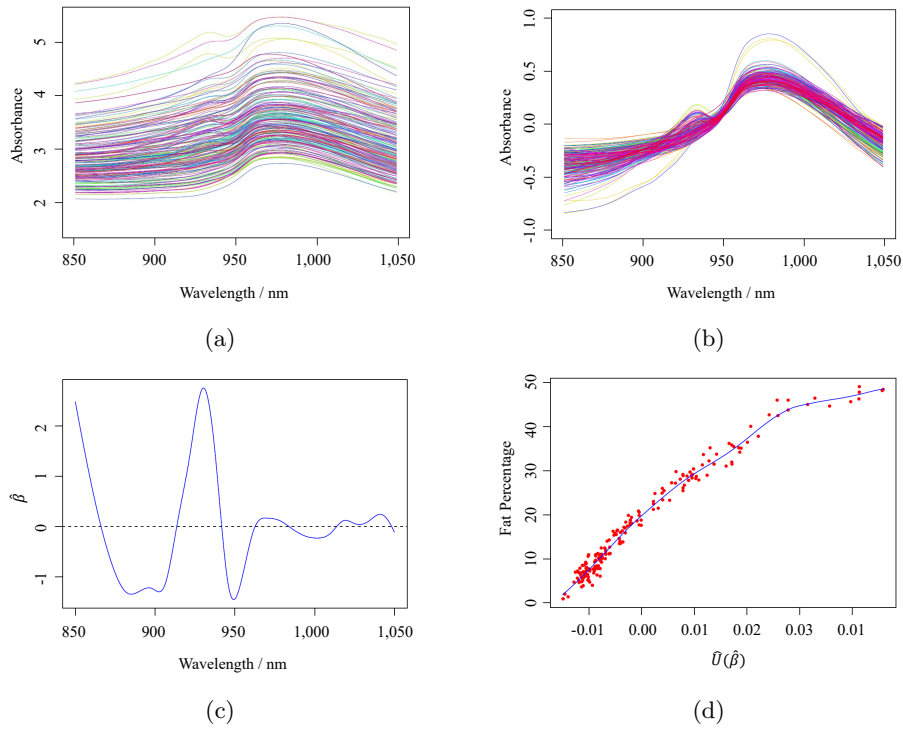 Absorbance
5
4
3
2
850 900 950 1,000 1,050
Wavelength / nm
(a)
Absorbance
1.0
0.5
0.0
-0.5
-1.0
850 900 950 1,000 1,050
Wavelength / nm
(b)
β̂
2
1
0
-1
850 900 950 1,000 1,050
Wavelength / nm
(c)
Fat Percentage
50
40
30
20
10
0
-0.01 0.00 0.01 0.02 0.03 0.01
Û(β̂)
(d)